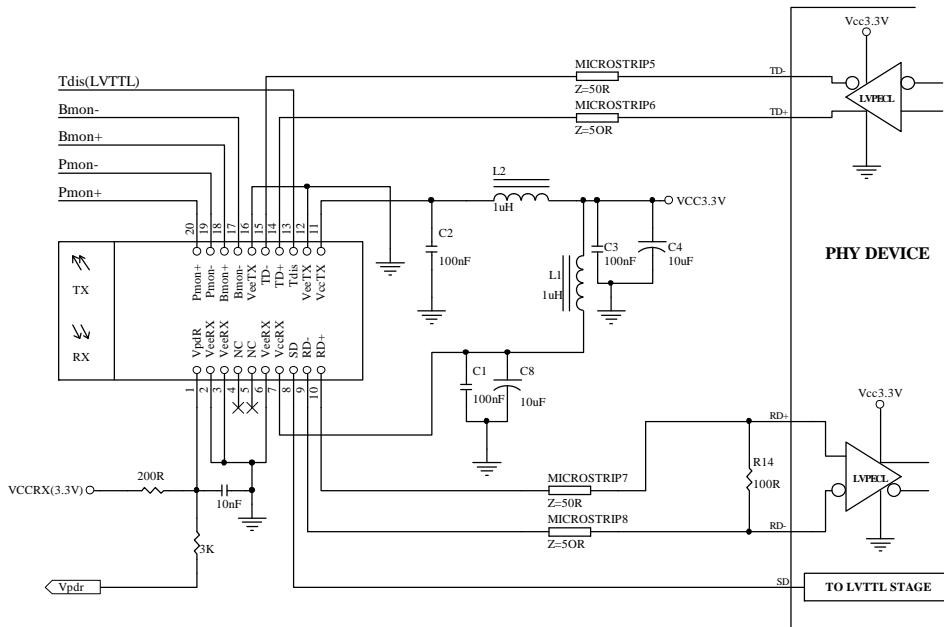 Vcc3.3V
MICROSTRIP5
TD-
Tdis(LVTTL)
Z=50R
LVPECL
Bmon-
MICROSTRIP6
TD+
Z=5OR
Bmon+
Pmon-
L2
Pmon+
1uH
VCC3.3V
20 19 18 17 16 15 14 13 12 11
C2
100nF
C3
100nF
C4
10uF
PHY DEVICE
Pmon+ Pmon- Bmon+ Bmon- VeeTX TD- TD+ Tdis VeeTX VccTX
TX
L1
1uH
RX
VpdR VeeRX VeeRX NC NC VeeRX VccRX SD RD- RD+
1 2 3 4 5 6 7 8 9 10
C1
100nF
C8
10uF
Vcc3.3V
RD+
200R
VCCRX(3.3V)
10nF
MICROSTRIP7
Z=50R
R14
100R
LVPECL
MICROSTRIP8
RD-
Z=5OR
3K
Vpdr
SD
TO LVTTL STAGE